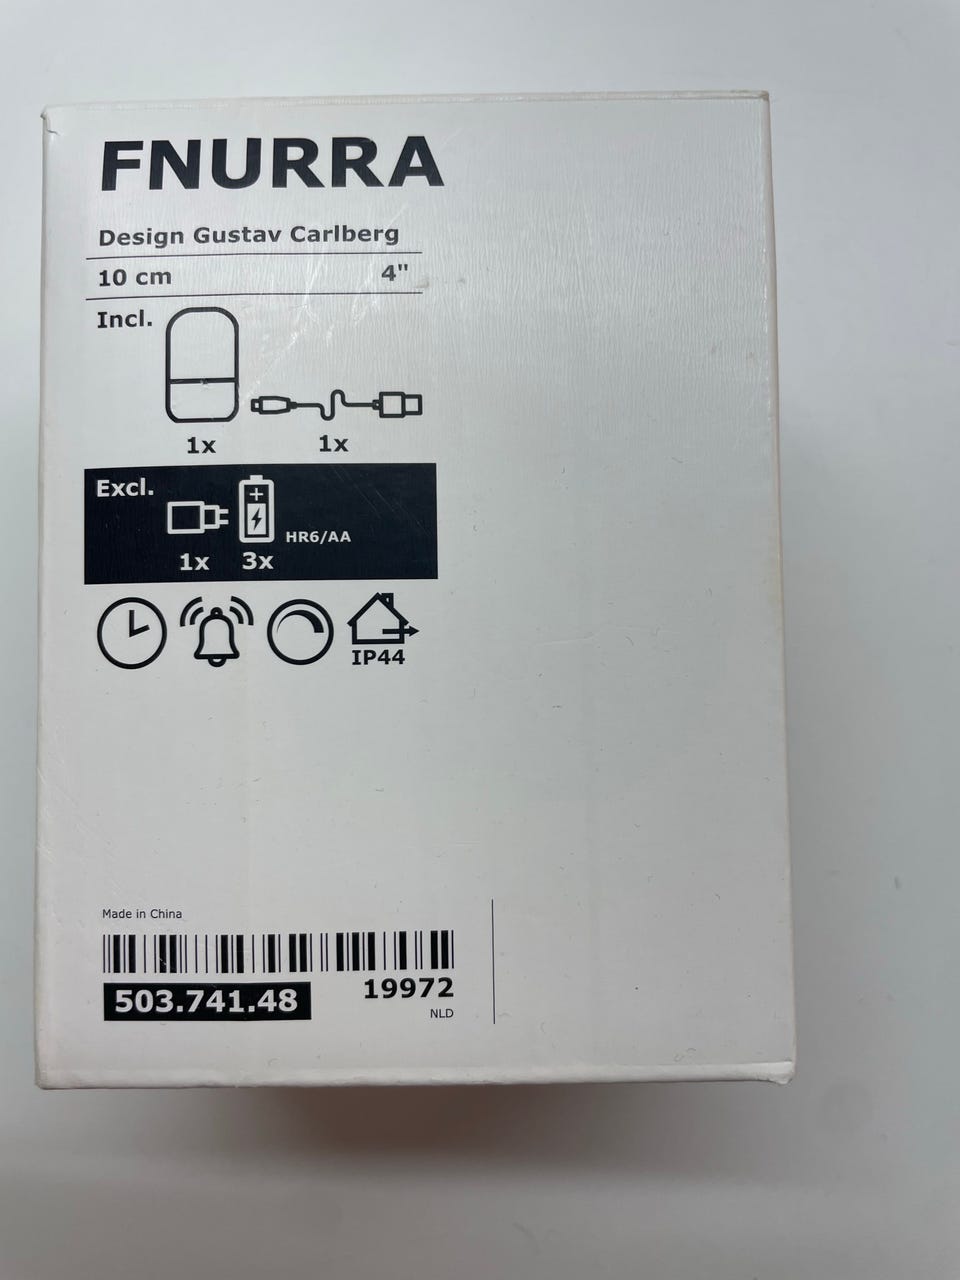 FNURRA
Design Gustav Carlberg
10 cm 4"
Incl.
1x 1x
Excl.
HR6/AA
1x 3x
IP44
Made in China
503.741.48 19972
NLD